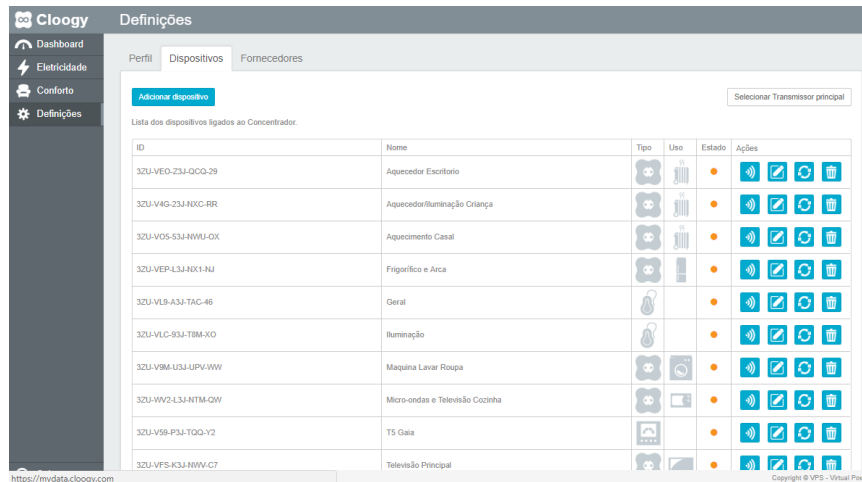 Cloogy
Definições
Dashboard
Eletricidade
Conforto
Definições
Perfil Dispositivos Fornecedores
Adicionar dispositivo
Selecionar Transmissor principal
Lista dos dispositivos ligados ao Concentrador.
ID Nome Tipo Uso Estado Ações
3ZU-VEO-Z3J-QCQ-29 Aquecedor Escritorio
3ZU-V4G-23J-NXC-RR Aquecedor/Iluminação Criança
3ZU-VO5-53J-NWU-OX Aquecimento Casal
3ZU-VEP-L3J-NX1-NJ Frigorífico e Arca
3ZU-VL9-A3J-TAC-46 Geral
3ZU-VLC-93J-T8M-XO Iluminação
3ZU-V9M-U3J-UPV-WW Maquina Lavar Roupa
3ZU-WV2-L3J-NTM-QW Micro-ondas e Televisão Cozinha
3ZU-V59-P3J-TQQ-Y2 T5 Gaia
3ZU-VFS-K3J-NWV-C7 Televisão Principal
https://mydata.cloogy.com
Copyright © VPS - Virtual